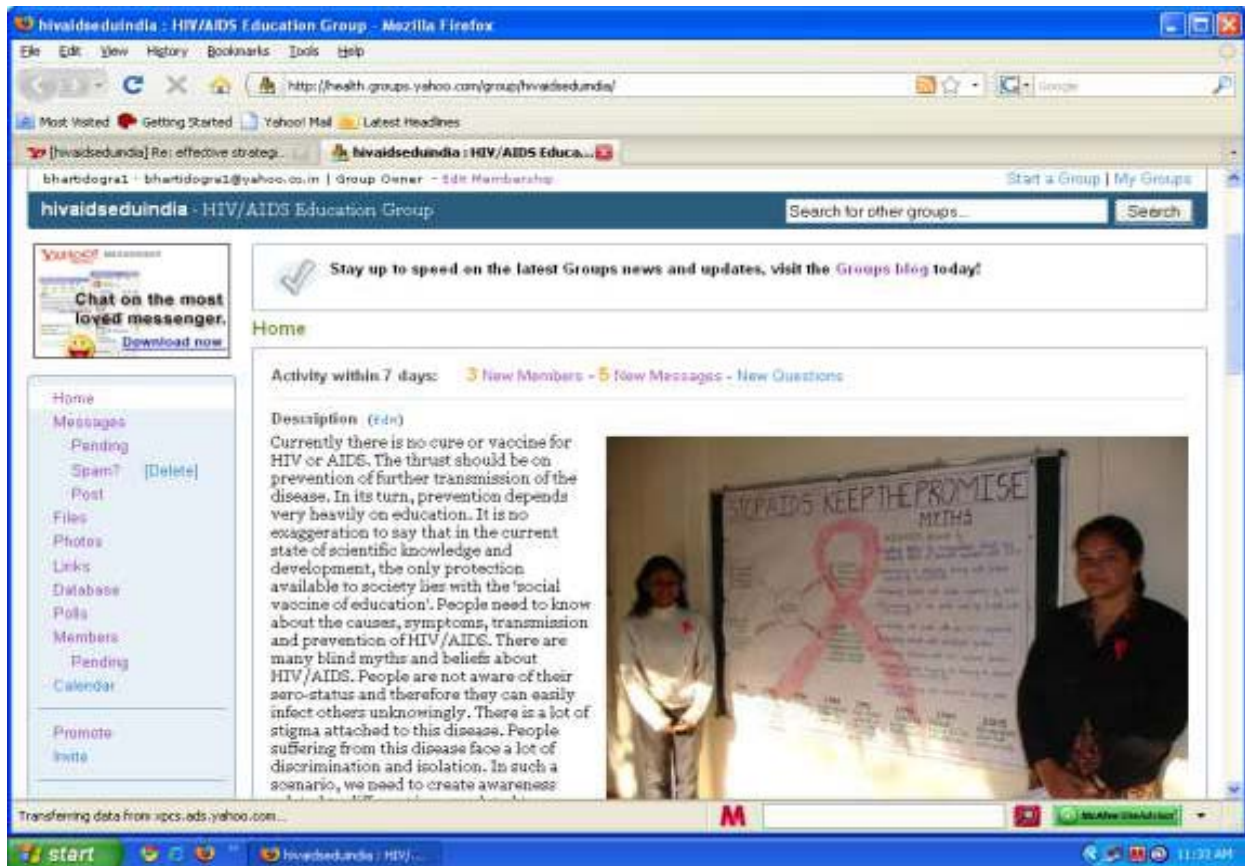 hivaidseduindia : HIV/AIDS Education Group - Mozilla Firefox
File Edit View History Bookmarks Tools Help
http://health.groups.yahoo.com/group/hivaidseduindia/
Google
Most Visited Getting Started Yahoo! Mail Latest Headlines
[hivaidseduindia] Re: effective strategi...
hivaidseduindia : HIV/AIDS Educa...
bhartidogra1 · bhartidogra1@yahoo.co.in | Group Owner - Edit Membership
Start a Group | My Groups
hivaidseduindia · HIV/AIDS Education Group
Search for other groups...
Search
YAHOO! MESSENGER
Chat on the most
loved messenger.
Download now
Stay up to speed on the latest Groups news and updates, visit the Groups blog today!
Home
Activity within 7 days: 3 New Members - 5 New Messages - New Questions
Home
Messages
Pending
Spam? [Delete]
Post
Files
Photos
Links
Database
Polls
Members
Pending
Calendar
Promote
Invite
Description (Edit)
Currently there is no cure or vaccine for
HIV or AIDS. The thrust should be on
prevention of further transmission of the
disease. In its turn, prevention depends
very heavily on education. It is no
exaggeration to say that in the current
state of scientific knowledge and
development, the only protection
available to society lies with the 'social
vaccine of education'. People need to know
about the causes, symptoms, transmission
and prevention of HIV/AIDS. There are
many blind myths and beliefs about
HIV/AIDS. People are not aware of their
sero-status and therefore they can easily
infect others unknowingly. There is a lot of
stigma attached to this disease. People
suffering from this disease face a lot of
discrimination and isolation. In such a
scenario, we need to create awareness
STOP AIDS KEEP THE PROMISE
MYTHS
Transferring data from xpcs.ads.yahoo.com...
M
McAfee SiteAdvisor
start
hivaidseduindia : HIV/...
11:33 AM